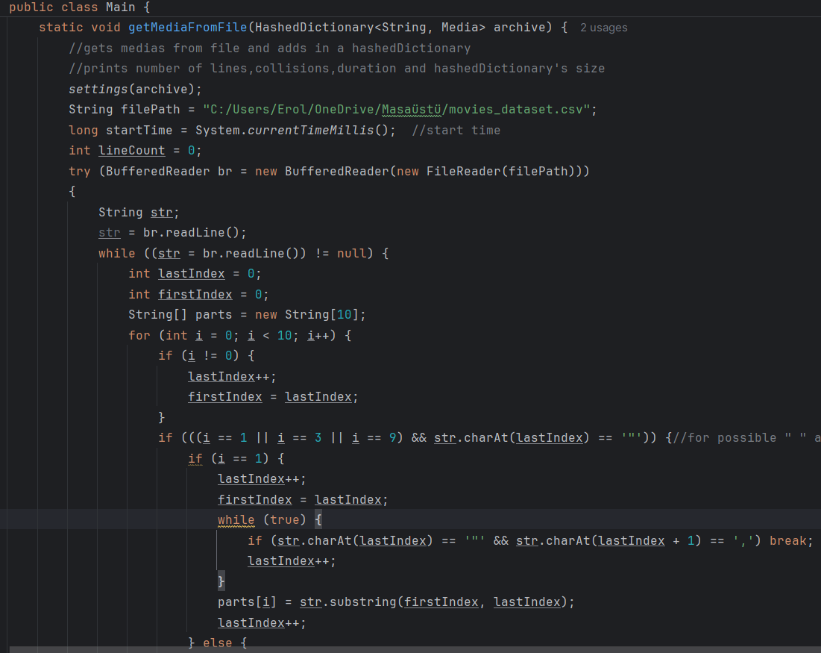 public class Main {
static void getMediaFromFile(HashedDictionary<String, Media> archive) { 2 usages
//gets medias from file and adds in a hashedDictionary
//prints number of lines,collisions,duration and hashedDictionary's size
settings(archive);
String filePath = "C:/Users/Erol/OneDrive/MasaÜstÜ/movies_dataset.csv";
long startTime = System.currentTimeMillis(); //start time
int lineCount = 0;
try (BufferedReader br = new BufferedReader(new FileReader(filePath)))
{
String str;
str = br.readLine();
while ((str = br.readLine()) != null) {
int lastIndex = 0;
int firstIndex = 0;
String[] parts = new String[10];
for (int i = 0; i < 10; i++) {
if (i != 0) {
lastIndex++;
firstIndex = lastIndex;
}
if (((i == 1 || i == 3 || i == 9) && str.charAt(lastIndex) == '"')) {//for possible " " a
if (i == 1) {
lastIndex++;
firstIndex = lastIndex;
while (true) {
if (str.charAt(lastIndex) == '"' && str.charAt(lastIndex + 1) == ',') break;
lastIndex++;
}
parts[i] = str.substring(firstIndex, lastIndex);
lastIndex++;
} else {